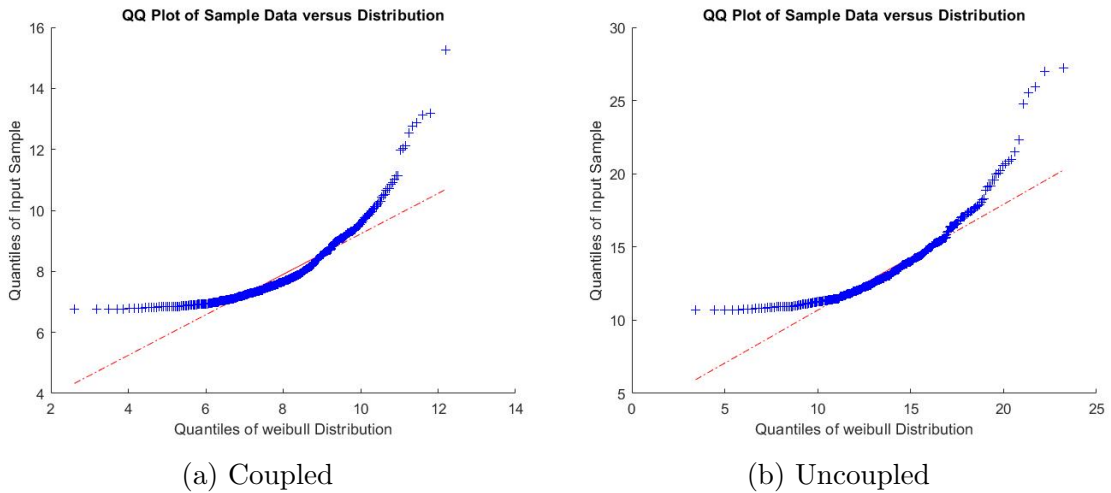 QQ Plot of Sample Data versus Distribution
16
14
12
10
8
6
4
2 4 6 8 10 12 14
Quantiles of Input Sample
Quantiles of weibull Distribution
(a) Coupled
QQ Plot of Sample Data versus Distribution
30
25
20
15
10
5
0 5 10 15 20 25
Quantiles of Input Sample
Quantiles of weibull Distribution
(b) Uncoupled